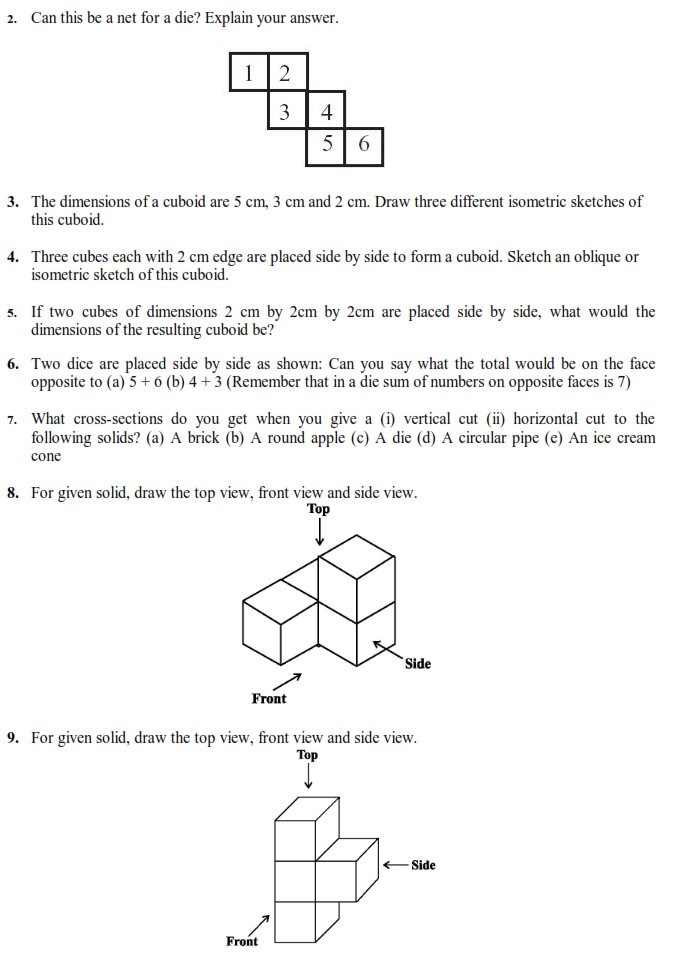 2. Can this be a net for a die? Explain your answer.
1 2
3 4
5 6
3. The dimensions of a cuboid are 5 cm, 3 cm and 2 cm. Draw three different isometric sketches of
this cuboid.
4. Three cubes each with 2 cm edge are placed side by side to form a cuboid. Sketch an oblique or
isometric sketch of this cuboid.
5. If two cubes of dimensions 2 cm by 2cm by 2cm are placed side by side, what would the
dimensions of the resulting cuboid be?
6. Two dice are placed side by side as shown: Can you say what the total would be on the face
opposite to (a) 5 + 6 (b) 4 + 3 (Remember that in a die sum of numbers on opposite faces is 7)
7. What cross-sections do you get when you give a (i) vertical cut (ii) horizontal cut to the
following solids? (a) A brick (b) A round apple (c) A die (d) A circular pipe (e) An ice cream
cone
8. For given solid, draw the top view, front view and side view.
Top
Side
Front
9. For given solid, draw the top view, front view and side view.
Top
Side
Front